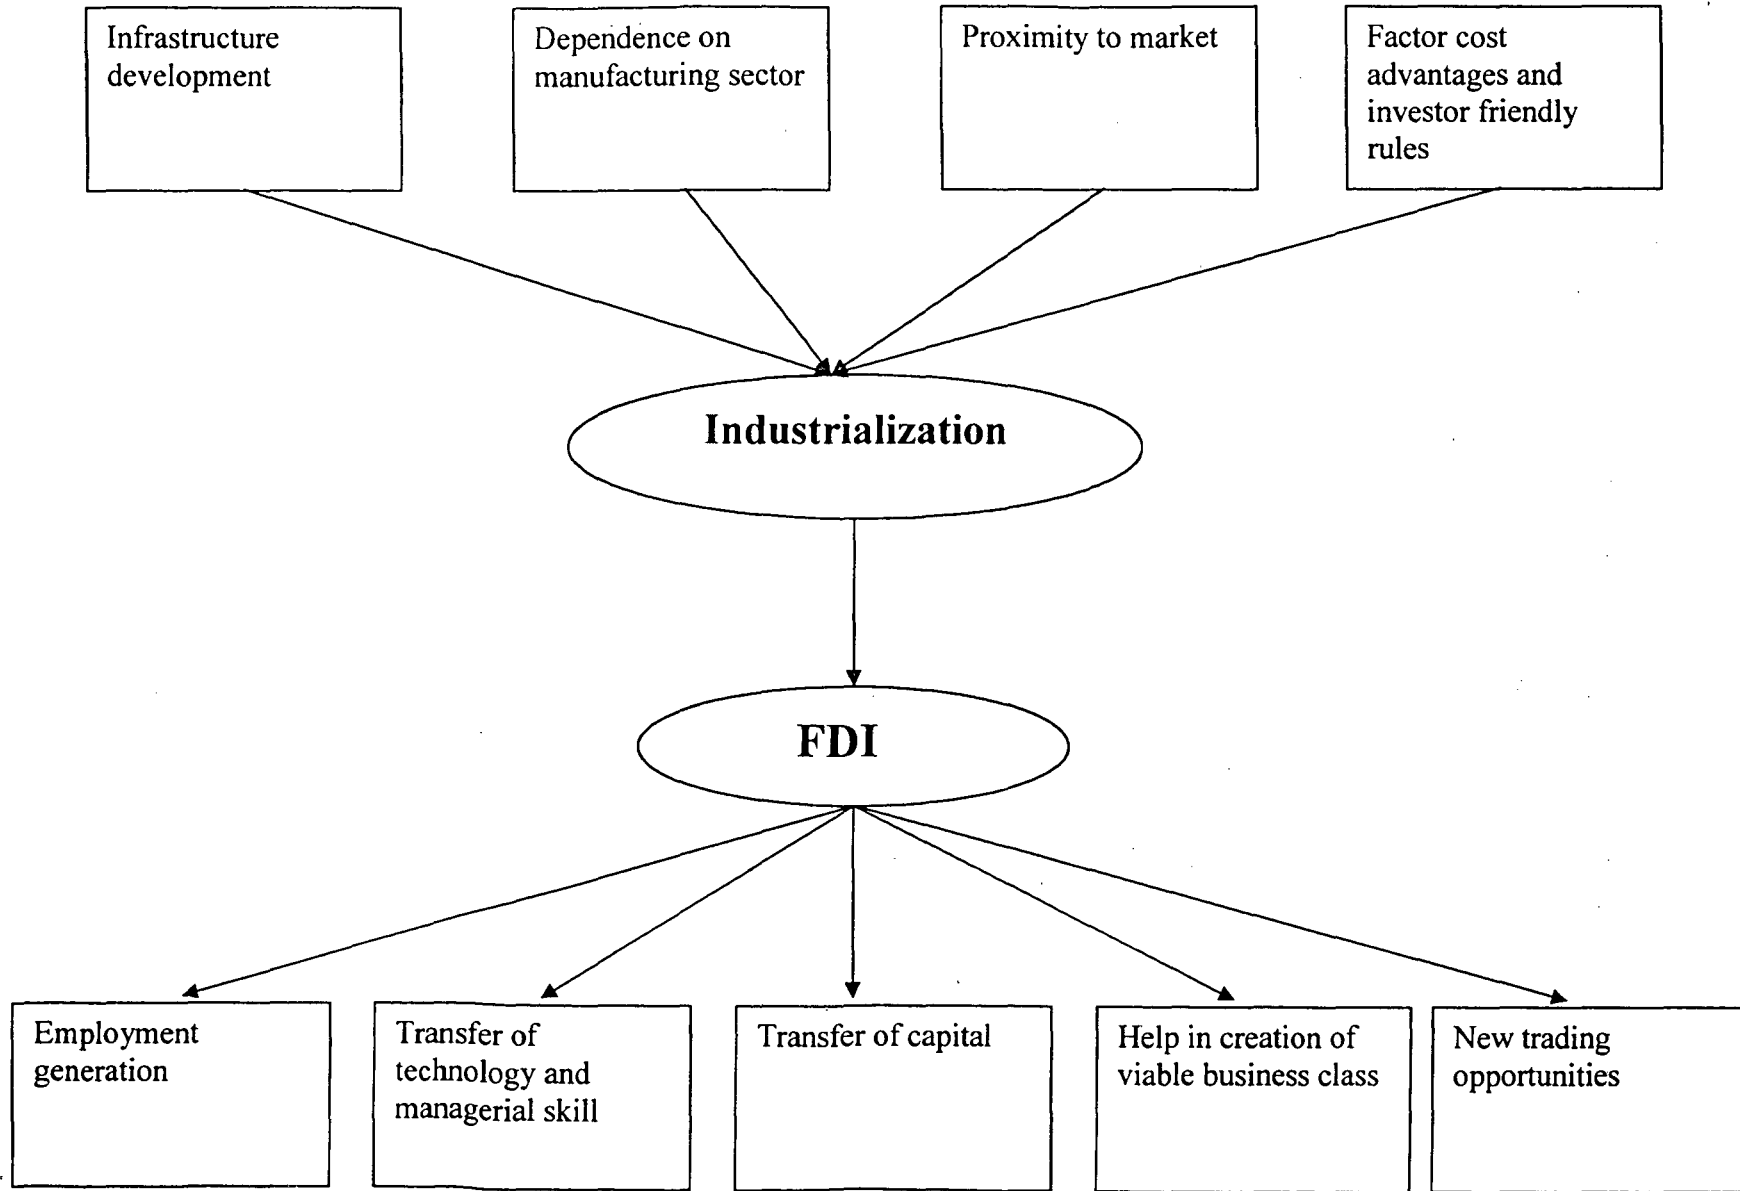 Infrastructure
development
Dependence on
manufacturing sector
Proximity to market
Factor cost
advantages and
investor friendly
rules
Industrialization
FDI
Employment
generation
Transfer of
technology and
managerial skill
Transfer of capital
Help in creation of
viable business class
New trading
opportunities